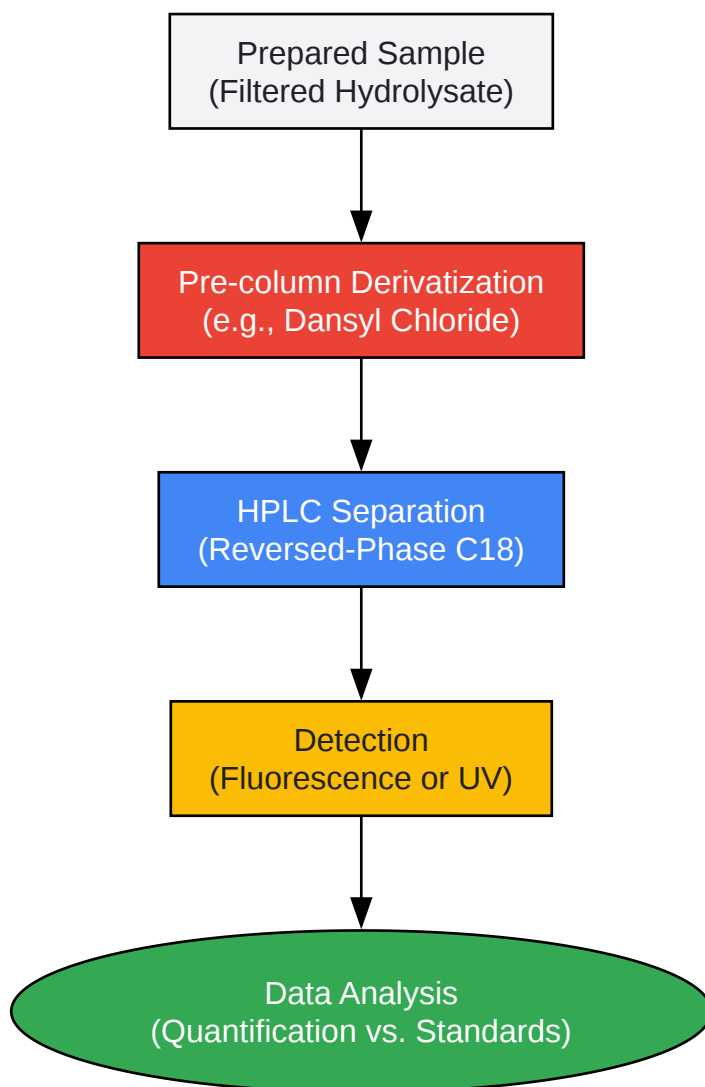 Prepared Sample
(Filtered Hydrolysate)
Pre-column Derivatization
(e.g., Dansyl Chloride)
HPLC Separation
(Reversed-Phase C18)
Detection
(Fluorescence or UV)
Data Analysis
(Quantification vs. Standards)